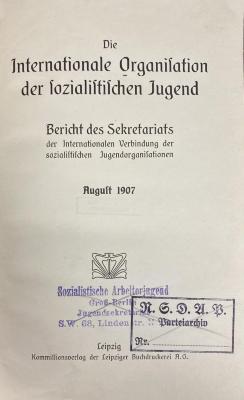 Die
Internationale Organisation
der sozialistischen Jugend
Bericht des Sekretariats
der Internationalen Verbindung der
sozialistischen Jugendorganisationen
August 1907
Sozialistische Arbeiterjugend
Groß-Berlin
Jugendsekretariat
S.W. 68, Lindenstr.
N. S. D. A. P.
Parteiarchiv
Nr.
Leipzig
Kommissionsverlag der Leipziger Buchdruckerei A.G.